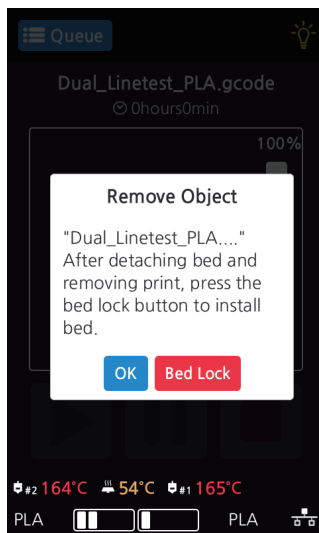 Queue
Dual_Linetest_PLA.gcode
0hours0min
100%
Remove Object
"Dual_Linetest_PLA...."
After detaching bed and
removing print, press the
bed lock button to install
bed.
OK Bed Lock
#2 164°C 54°C #1 165°C
PLA PLA